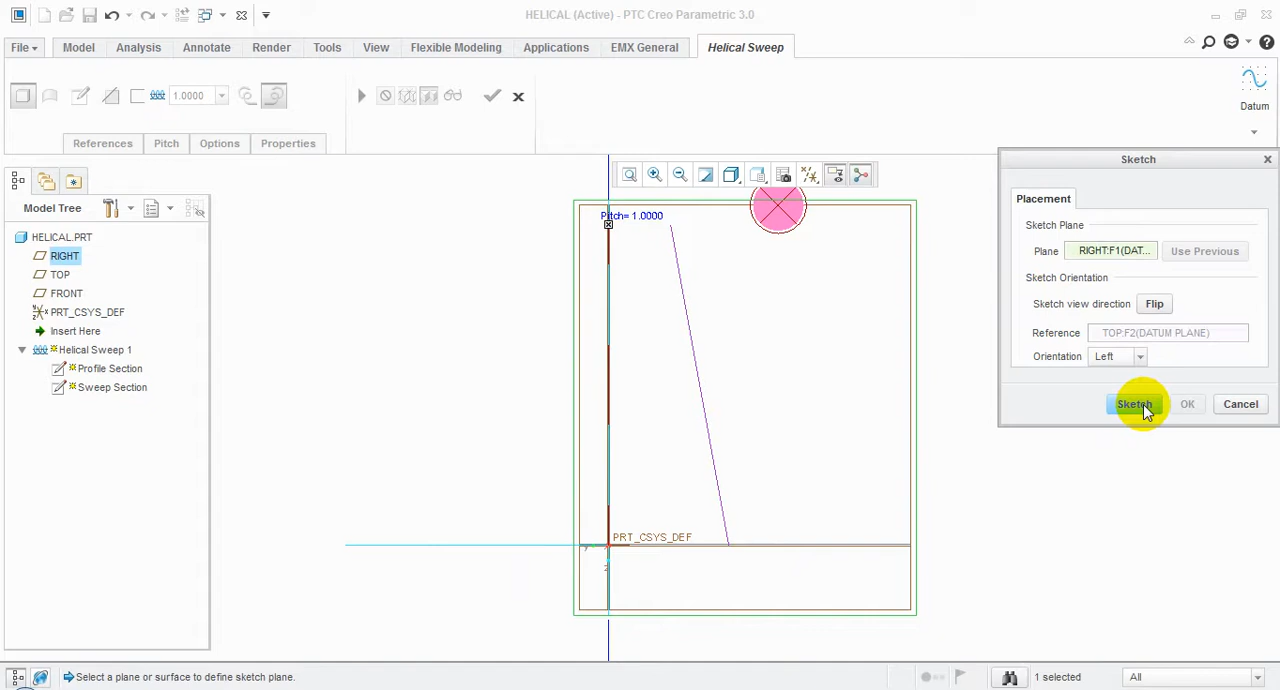 HELICAL (Active) - PTC Creo Parametric 3.0
File Model Analysis Annotate Render Tools View Flexible Modeling Applications EMX General Helical Sweep
1.0000
Datum
References Pitch Options Properties
Model Tree
HELICAL.PRT
RIGHT
TOP
FRONT
PRT_CSYS_DEF
Insert Here
Helical Sweep 1
Profile Section
Sweep Section
Pitch= 1.0000
PRT_CSYS_DEF
Sketch
Placement
Sketch Plane
Plane RIGHT:F1(DAT... Use Previous
Sketch Orientation
Sketch view direction Flip
Reference TOP:F2(DATUM PLANE)
Orientation Left
Sketch OK Cancel
Select a plane or surface to define sketch plane.
1 selected
All